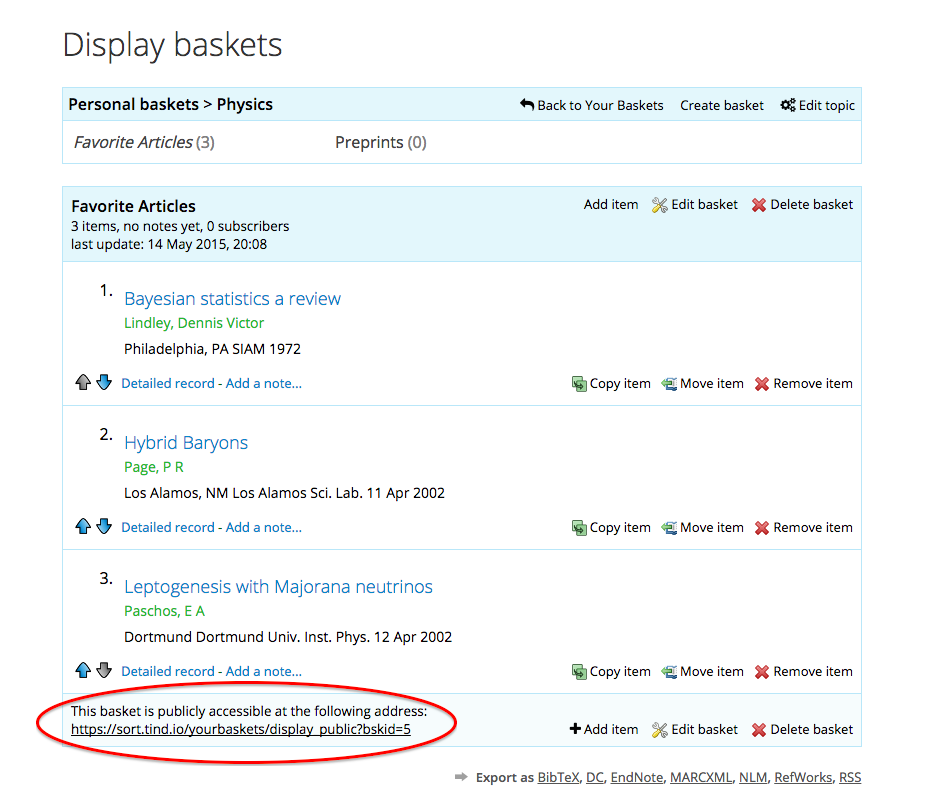 Display baskets
Personal baskets > Physics Back to Your Baskets Create basket Edit topic
Favorite Articles (3) Preprints (0)
Favorite Articles Add item Edit basket Delete basket
3 items, no notes yet, 0 subscribers
last update: 14 May 2015, 20:08
1. Bayesian statistics a review
Lindley, Dennis Victor
Philadelphia, PA SIAM 1972
Detailed record - Add a note... Copy item Move item Remove item
2. Hybrid Baryons
Page, P R
Los Alamos, NM Los Alamos Sci. Lab. 11 Apr 2002
Detailed record - Add a note... Copy item Move item Remove item
3. Leptogenesis with Majorana neutrinos
Paschos, E A
Dortmund Dortmund Univ. Inst. Phys. 12 Apr 2002
Detailed record - Add a note... Copy item Move item Remove item
This basket is publicly accessible at the following address:
https://sort.tind.io/yourbaskets/display_public?bskid=5 Add item Edit basket Delete basket
Export as BibTeX, DC, EndNote, MARCXML, NLM, RefWorks, RSS